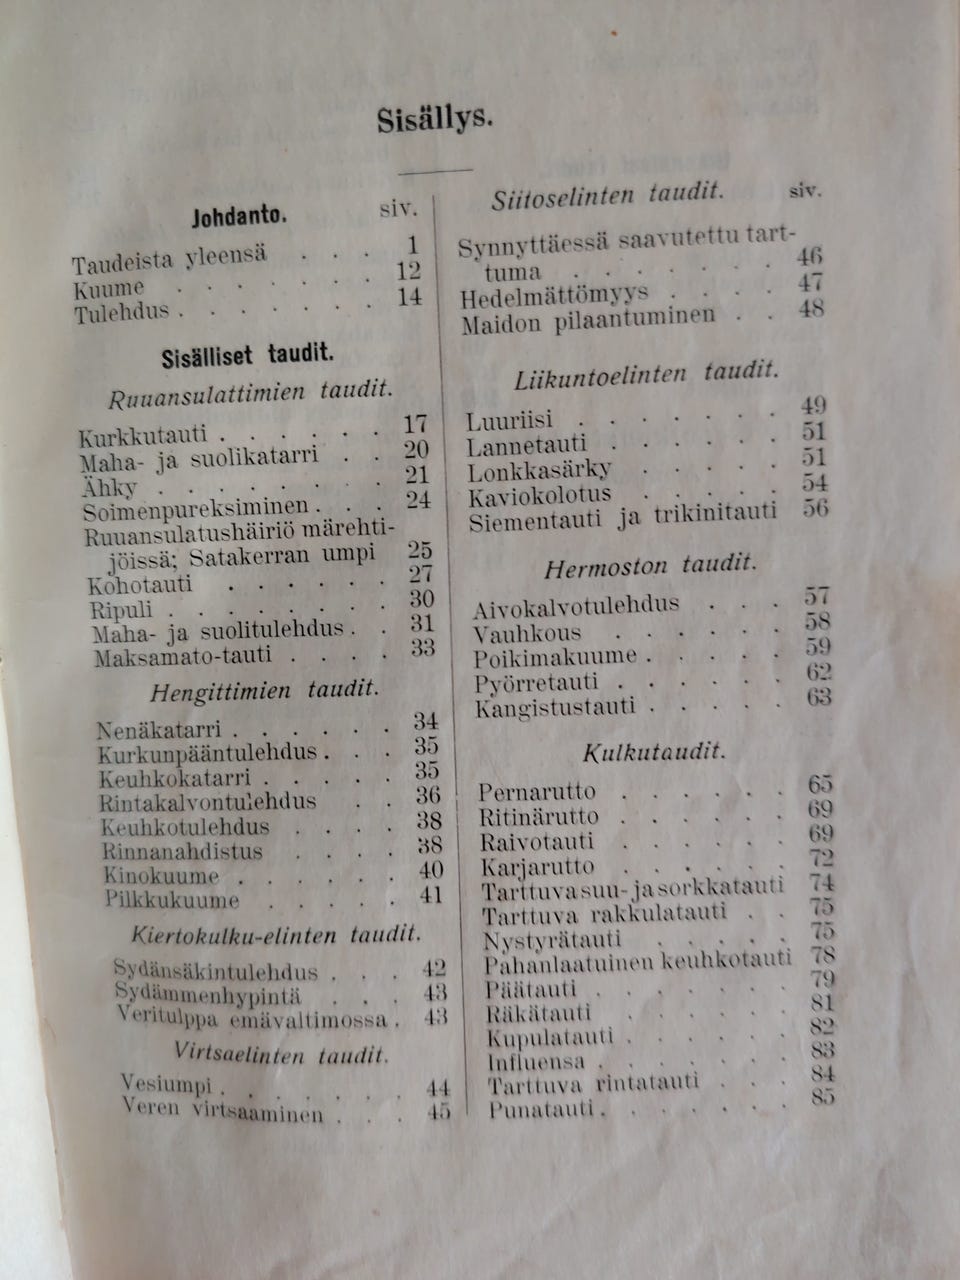 Sisällys.
Johdanto. siv.
Taudeista yleensä . . . 1
Kuume . . . . . . . 12
Tulehdus . . . . . . . 14
Sisälliset taudit.
Ruuansulattimien taudit.
Kurkkutauti . . . . . . 17
Maha- ja suolikatarri . . 20
Ähky . . . . . . . . 21
Soimenpureksiminen . . . 24
Ruuansulatushäiriö märehti-
jöissä; Satakerran umpi 25
Kohotauti . . . . . . 27
Ripuli . . . . . . . . 30
Maha- ja suolitulehdus . . 31
Maksamato-tauti . . . . 33
Hengittimien taudit.
Nenäkatarri . . . . . . 34
Kurkunpääntulehdus . . . 35
Keuhkokatarri . . . . . 35
Rintakalvontulehdus . . 36
Keuhkotulehdus . . . . 38
Rinnanahdistus . . . . 38
Kinokuume . . . . . . 40
Pilkkukuume . . . . . 41
Kiertokulku-elinten taudit.
Sydänsäkintulehdus . . . 42
Sydämmenhypintä . . . 43
Veritulppa emävaltimossa . 43
Virtsaelinten taudit.
Vesiumpi . . . . . . . 44
Veren virtsaaminen . . . 45
Siitoselinten taudit. siv.
Synnyttäessä saavutettu tart-
tuma . . . . . . . 46
Hedelmättömyys . . . . 47
Maidon pilaantuminen . . 48
Liikuntoelinten taudit.
Luuriisi . . . . . . . 49
Lannetauti . . . . . . 51
Lonkkasärky . . . . . 51
Kaviokolotus . . . . . 54
Siementauti ja trikinitauti 56
Hermoston taudit.
Aivokalvotulehdus . . . 57
Vauhkous . . . . . . 58
Poikimakuume . . . . . 59
Pyörretauti . . . . . . 62
Kangistustauti . . . . . 63
Kulkutaudit.
Pernarutto . . . . . . 65
Ritinärutto . . . . . . 69
Raivotauti . . . . . . 69
Karjarutto . . . . . . 72
Tarttuva suu- ja sorkkatauti 74
Tarttuva rakkulatauti . . 75
Nystyrätauti . . . . . 75
Pahanlaatuinen keuhkotauti 78
Päätauti . . . . . . . 79
Räkätauti . . . . . . 81
Kupulatauti . . . . . . 82
Influensa . . . . . . . 83
Tarttuva rintatauti . . . 84
Punatauti . . . . . . . 85